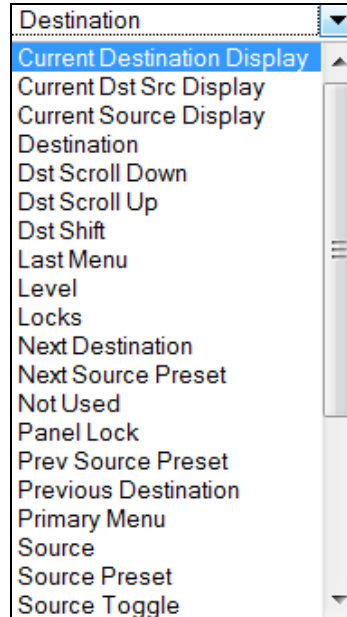 Destination
Current Destination Display
Current Dst Src Display
Current Source Display
Destination
Dst Scroll Down
Dst Scroll Up
Dst Shift
Last Menu
Level
Locks
Next Destination
Next Source Preset
Not Used
Panel Lock
Prev Source Preset
Previous Destination
Primary Menu
Source
Source Preset
Source Toggle